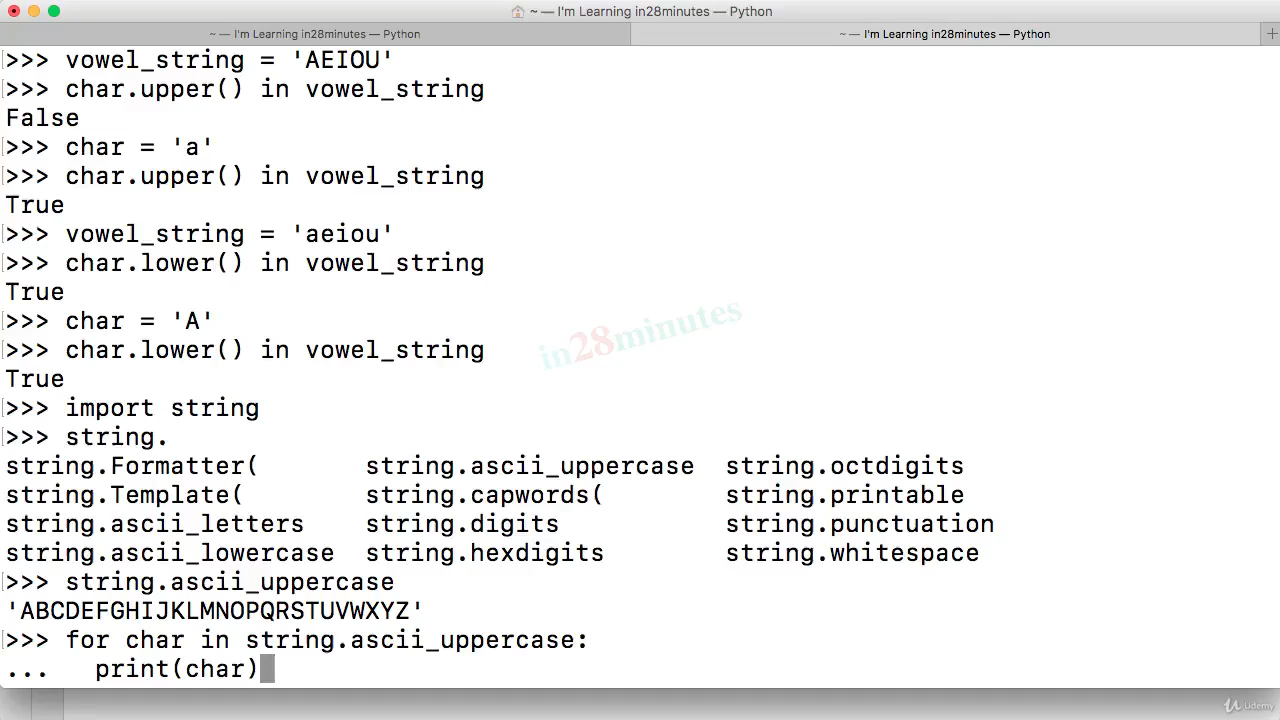 ~ — I'm Learning in28minutes — Python
~ — I'm Learning in28minutes — Python
~ — I'm Learning in28minutes — Python
>>> vowel_string = 'AEIOU'
>>> char.upper() in vowel_string
False
>>> char = 'a'
>>> char.upper() in vowel_string
True
>>> vowel_string = 'aeiou'
>>> char.lower() in vowel_string
True
>>> char = 'A'
>>> char.lower() in vowel_string
True
>>> import string
>>> string.
string.Formatter( string.ascii_uppercase string.octdigits
string.Template( string.capwords( string.printable
string.ascii_letters string.digits string.punctuation
string.ascii_lowercase string.hexdigits string.whitespace
>>> string.ascii_uppercase
'ABCDEFGHIJKLMNOPQRSTUVWXYZ'
>>> for char in string.ascii_uppercase:
... print(char)
in28minutes
Udemy